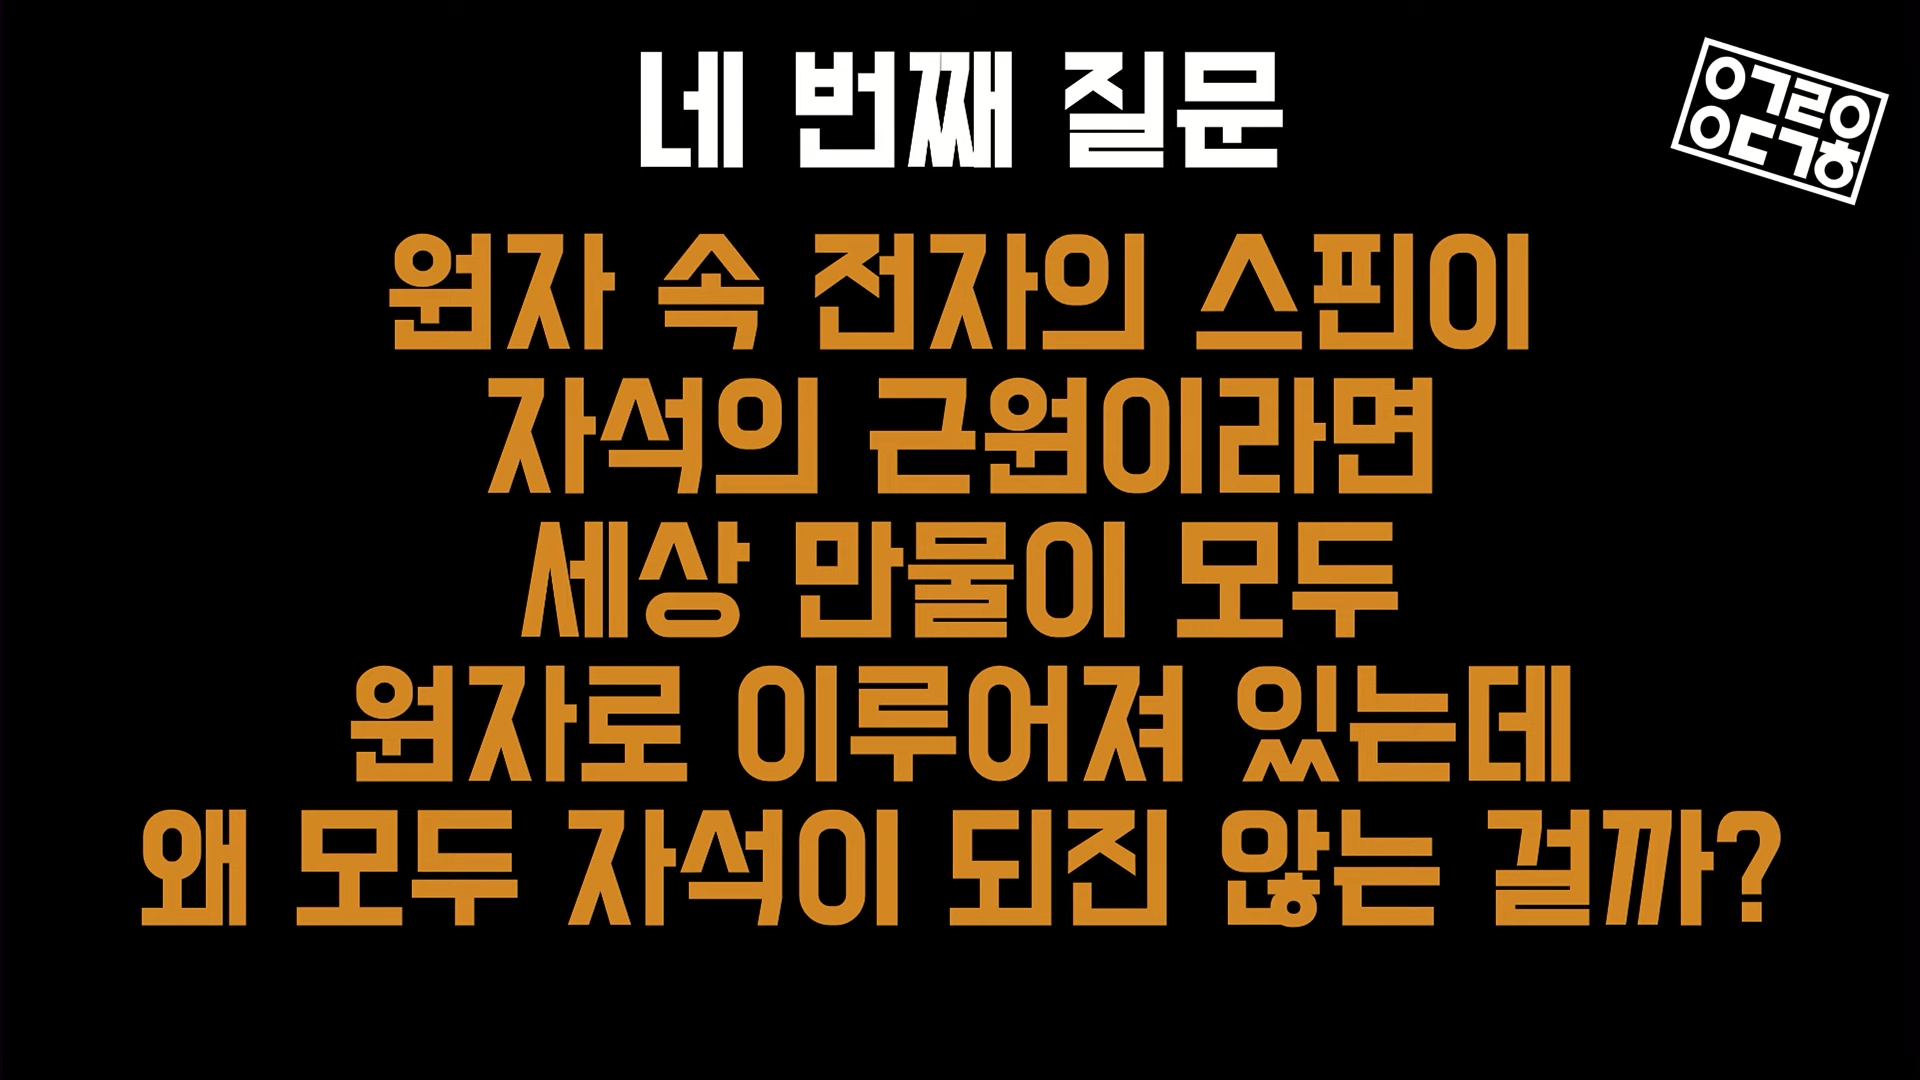 네 번째 질문
원자 속 전자의 스핀이
자석의 근원이라면
세상 만물이 모두
원자로 이루어져 있는데
왜 모두 자석이 되진 않는 걸까?